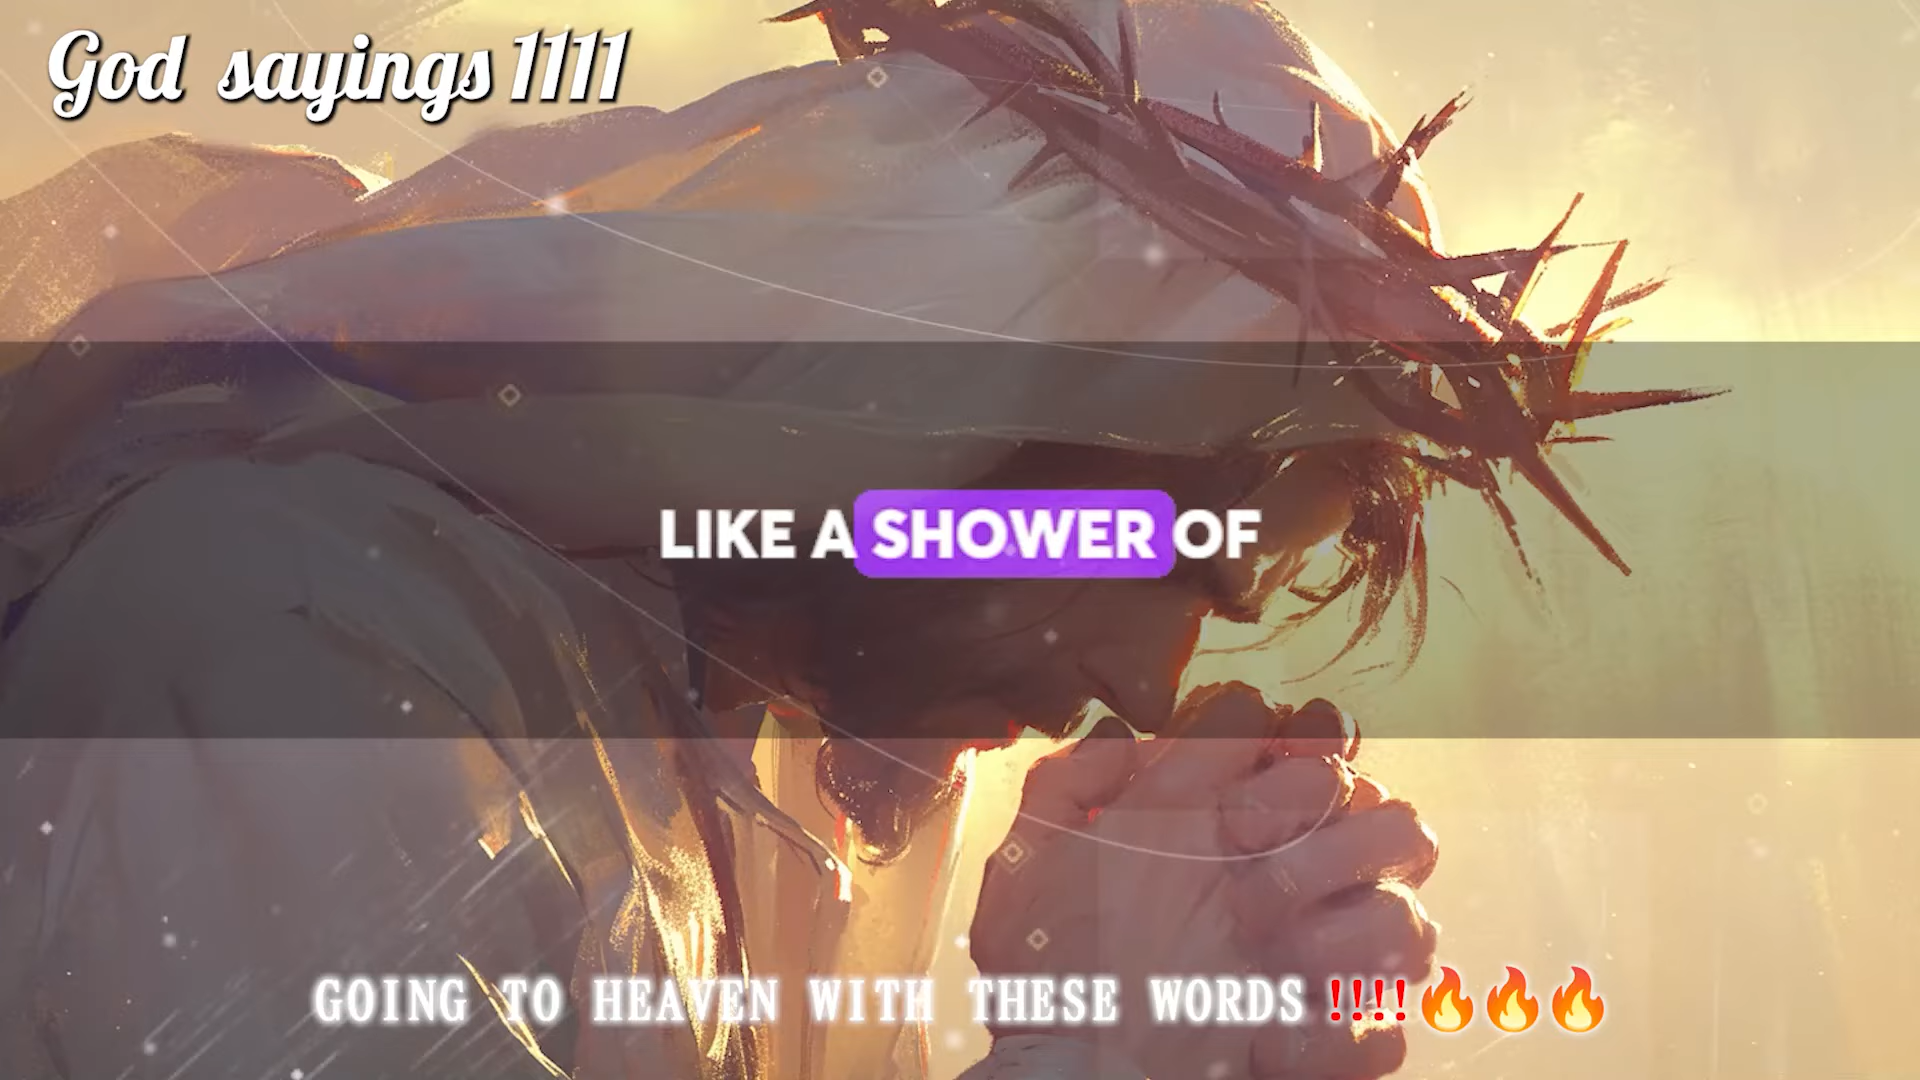 God sayings 1111
LIKE A SHOWER OF
GOING TO HEAVEN WITH THESE WORDS !!!!🔥🔥🔥